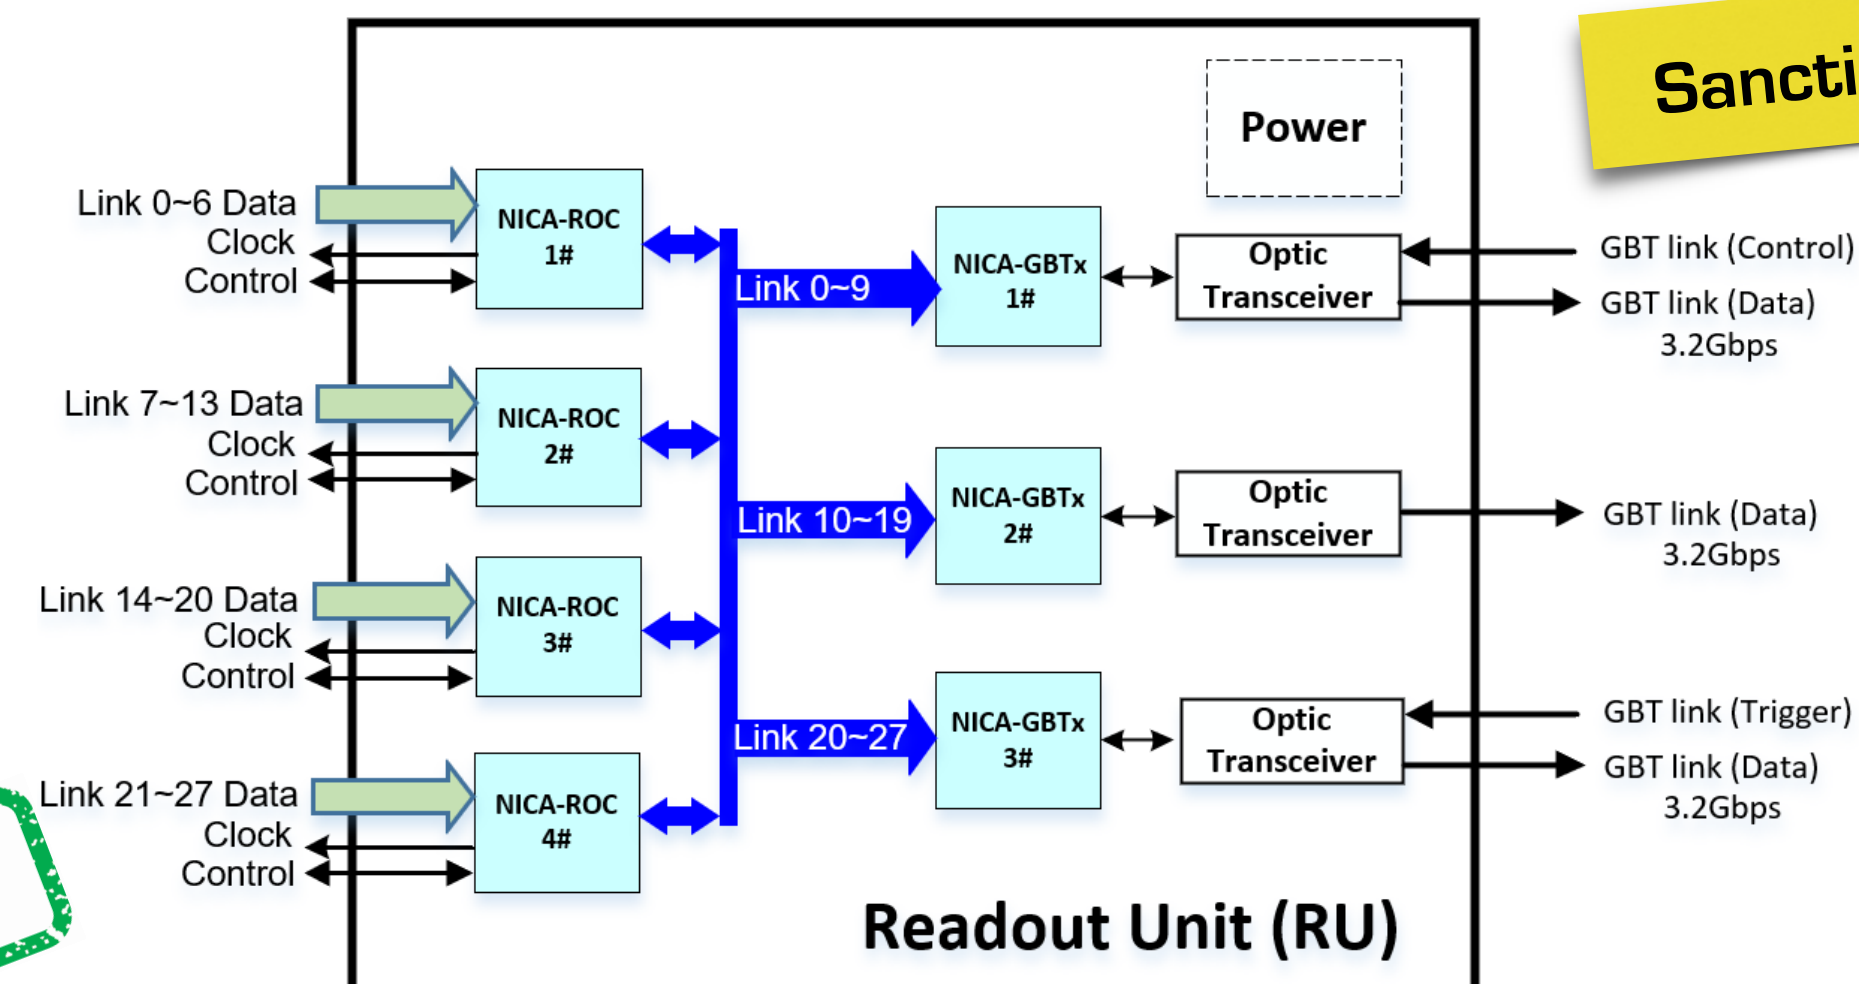 Power
Link 0~6 Data
Clock
Control
NICA-ROC
1#
Link 7~13 Data
Clock
Control
NICA-ROC
2#
Link 14~20 Data
Clock
Control
NICA-ROC
3#
Link 21~27 Data
Clock
Control
NICA-ROC
4#
Link 0~9
Link 10~19
Link 20~27
NICA-GBTx
1#
NICA-GBTx
2#
NICA-GBTx
3#
Optic
Transceiver
Optic
Transceiver
Optic
Transceiver
GBT link (Control)
GBT link (Data)
3.2Gbps
GBT link (Data)
3.2Gbps
GBT link (Trigger)
GBT link (Data)
3.2Gbps
Readout Unit (RU)